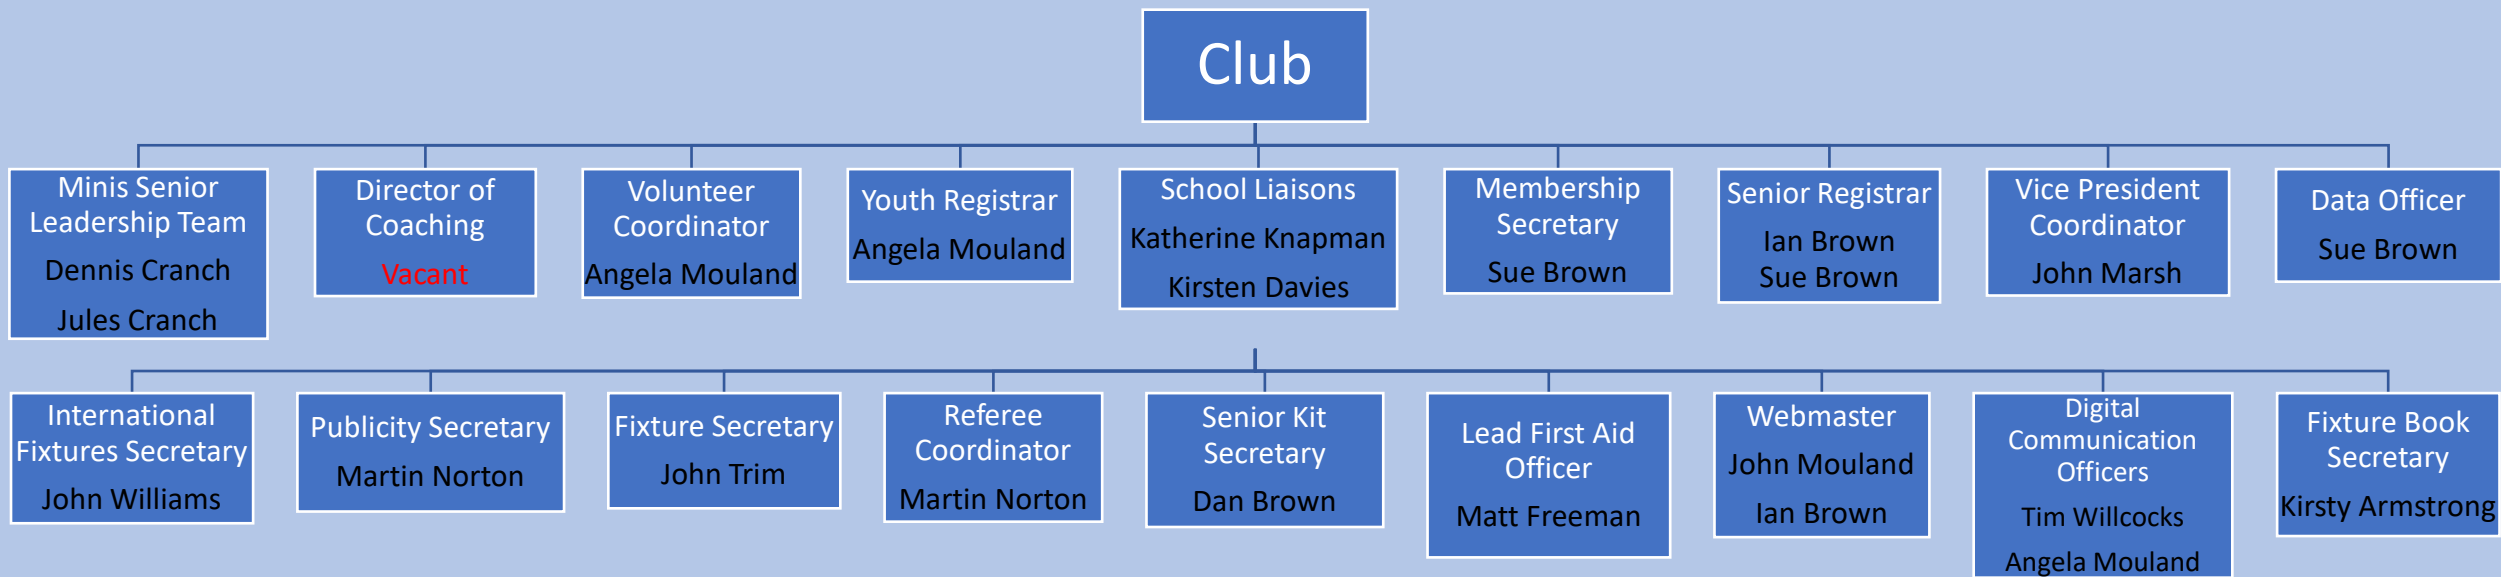 Club
Minis Senior
Leadership Team
Dennis Cranch
Jules Cranch
Director of
Coaching
Vacant
Volunteer
Coordinator
Angela Mouland
Youth Registrar
Angela Mouland
School Liaisons
Katherine Knapman
Kirsten Davies
Membership
Secretary
Sue Brown
Senior Registrar
Ian Brown
Sue Brown
Vice President
Coordinator
John Marsh
Data Officer
Sue Brown
International
Fixtures Secretary
John Williams
Publicity Secretary
Martin Norton
Fixture Secretary
John Trim
Referee
Coordinator
Martin Norton
Senior Kit
Secretary
Dan Brown
Lead First Aid
Officer
Matt Freeman
Webmaster
John Mouland
Ian Brown
Digital
Communication
Officers
Tim Willcocks
Angela Mouland
Fixture Book
Secretary
Kirsty Armstrong